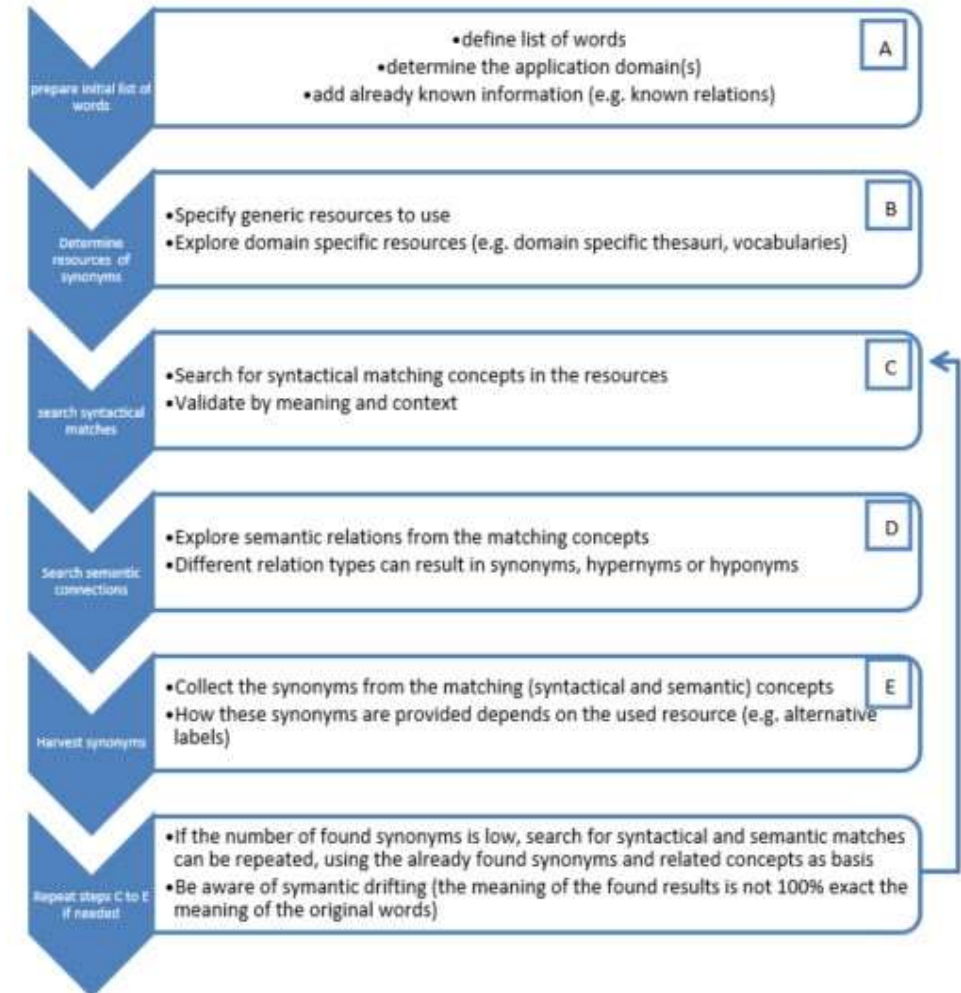 prepare initial list of
words
•define list of words
•determine the application domain(s)
•add already known information (e.g. known relations)
A
Determine
resources of
synonyms
•Specify generic resources to use
•Explore domain specific resources (e.g. domain specific thesauri, vocabularies)
B
search syntactical
matches
•Search for syntactical matching concepts in the resources
•Validate by meaning and context
C
Search semantic
connections
•Explore semantic relations from the matching concepts
•Different relation types can result in synonyms, hypernyms or hyponyms
D
Harvest synonyms
•Collect the synonyms from the matching (syntactical and semantic) concepts
•How these synonyms are provided depends on the used resource (e.g. alternative
labels)
E
Repeat steps C to E
if needed
•If the number of found synonyms is low, search for syntactical and semantic matches
can be repeated, using the already found synonyms and related concepts as basis
•Be aware of symantic drifting (the meaning of the found results is not 100% exact the
meaning of the original words)